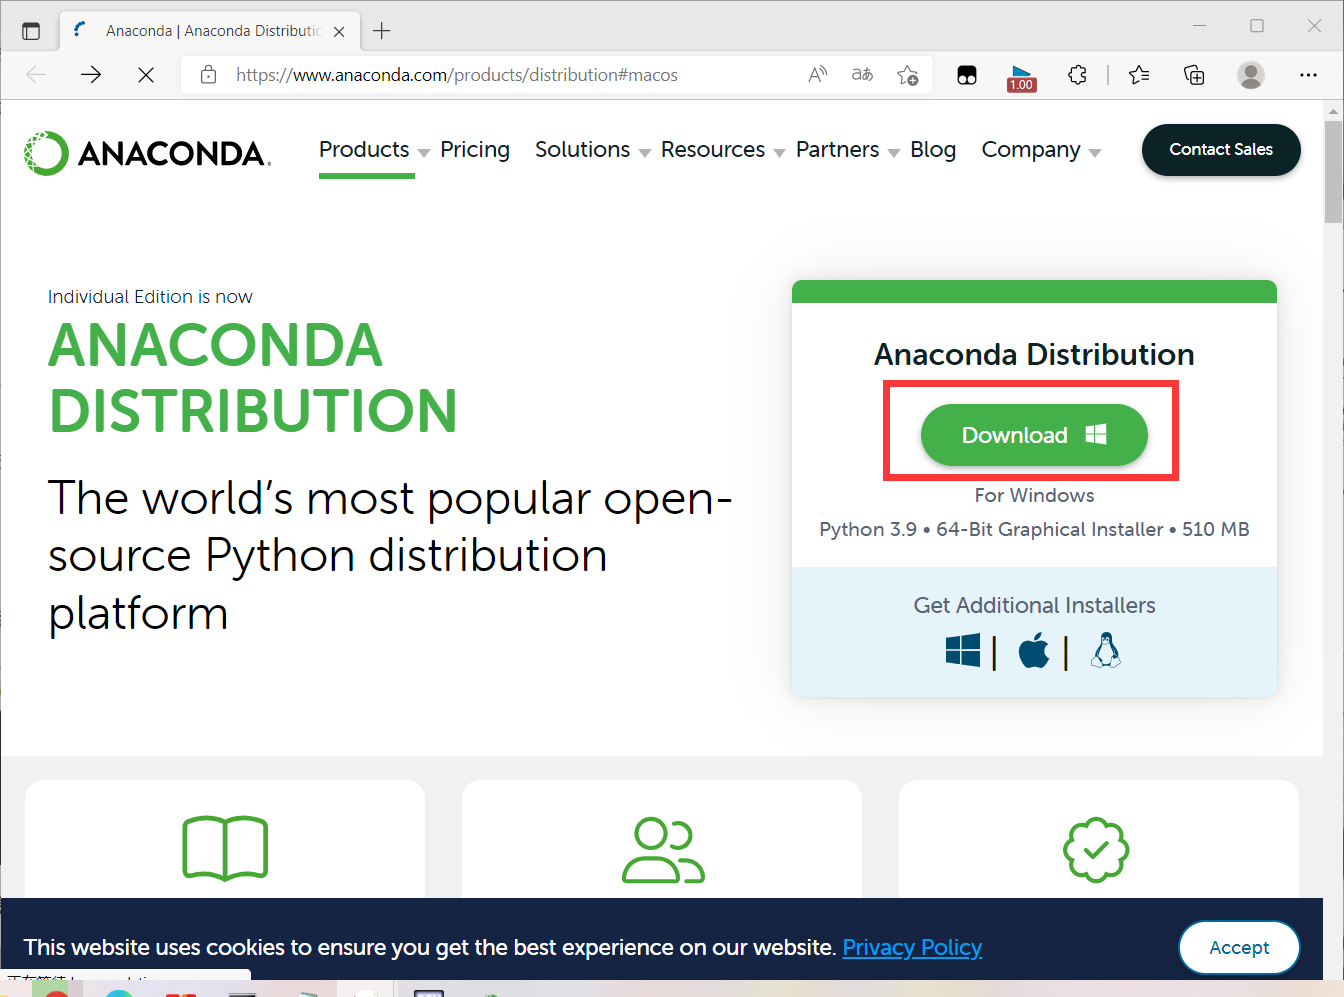 Anaconda | Anaconda Distributic
https://www.anaconda.com/products/distribution#macos
1.00
ANACONDA.
Products Pricing Solutions Resources Partners Blog Company Contact Sales
Individual Edition is now
ANACONDA
DISTRIBUTION
The world's most popular open-
source Python distribution
platform
Anaconda Distribution
Download
For Windows
Python 3.9 • 64-Bit Graphical Installer • 510 MB
Get Additional Installers
This website uses cookies to ensure you get the best experience on our website. Privacy Policy
Accept